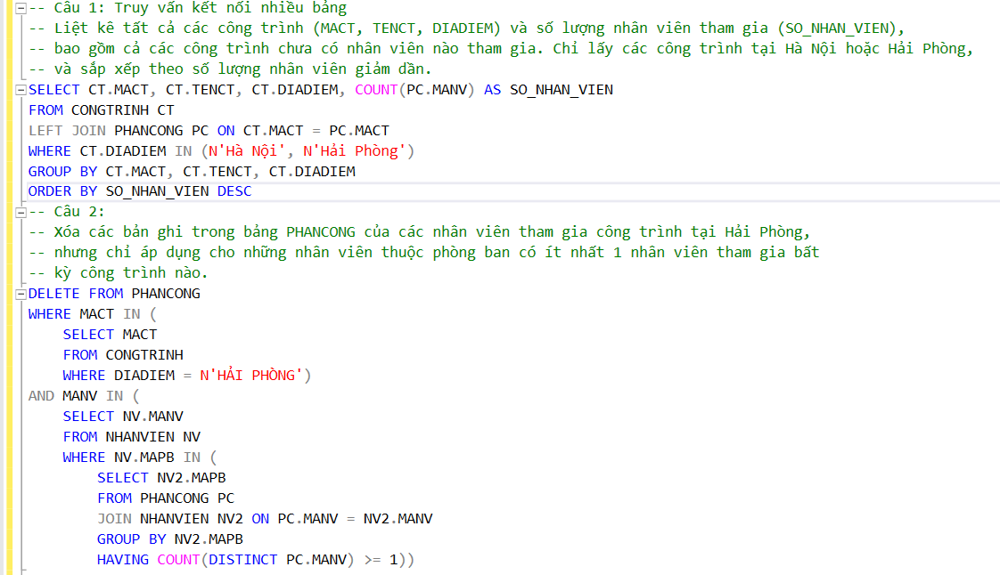 -- Câu 1: Truy vấn kết nối nhiều bảng
-- Liệt kê tất cả các công trình (MACT, TENCT, DIADIEM) và số lượng nhân viên tham gia (SO_NHAN_VIEN),
-- bao gồm cả các công trình chưa có nhân viên nào tham gia. Chỉ lấy các công trình tại Hà Nội hoặc Hải Phòng,
-- và sắp xếp theo số lượng nhân viên giảm dần.
SELECT CT.MACT, CT.TENCT, CT.DIADIEM, COUNT(PC.MANV) AS SO_NHAN_VIEN
FROM CONGTRINH CT
LEFT JOIN PHANCONG PC ON CT.MACT = PC.MACT
WHERE CT.DIADIEM IN (N'Hà Nội', N'Hải Phòng')
GROUP BY CT.MACT, CT.TENCT, CT.DIADIEM
ORDER BY SO_NHAN_VIEN DESC
-- Câu 2:
-- Xóa các bản ghi trong bảng PHANCONG của các nhân viên tham gia công trình tại Hải Phòng,
-- nhưng chỉ áp dụng cho những nhân viên thuộc phòng ban có ít nhất 1 nhân viên tham gia bất
-- kỳ công trình nào.
DELETE FROM PHANCONG
WHERE MACT IN (
    SELECT MACT
    FROM CONGTRINH
    WHERE DIADIEM = N'HẢI PHÒNG')
AND MANV IN (
    SELECT NV.MANV
    FROM NHANVIEN NV
    WHERE NV.MAPB IN (
        SELECT NV2.MAPB
        FROM PHANCONG PC
        JOIN NHANVIEN NV2 ON PC.MANV = NV2.MANV
        GROUP BY NV2.MAPB
        HAVING COUNT(DISTINCT PC.MANV) >= 1))